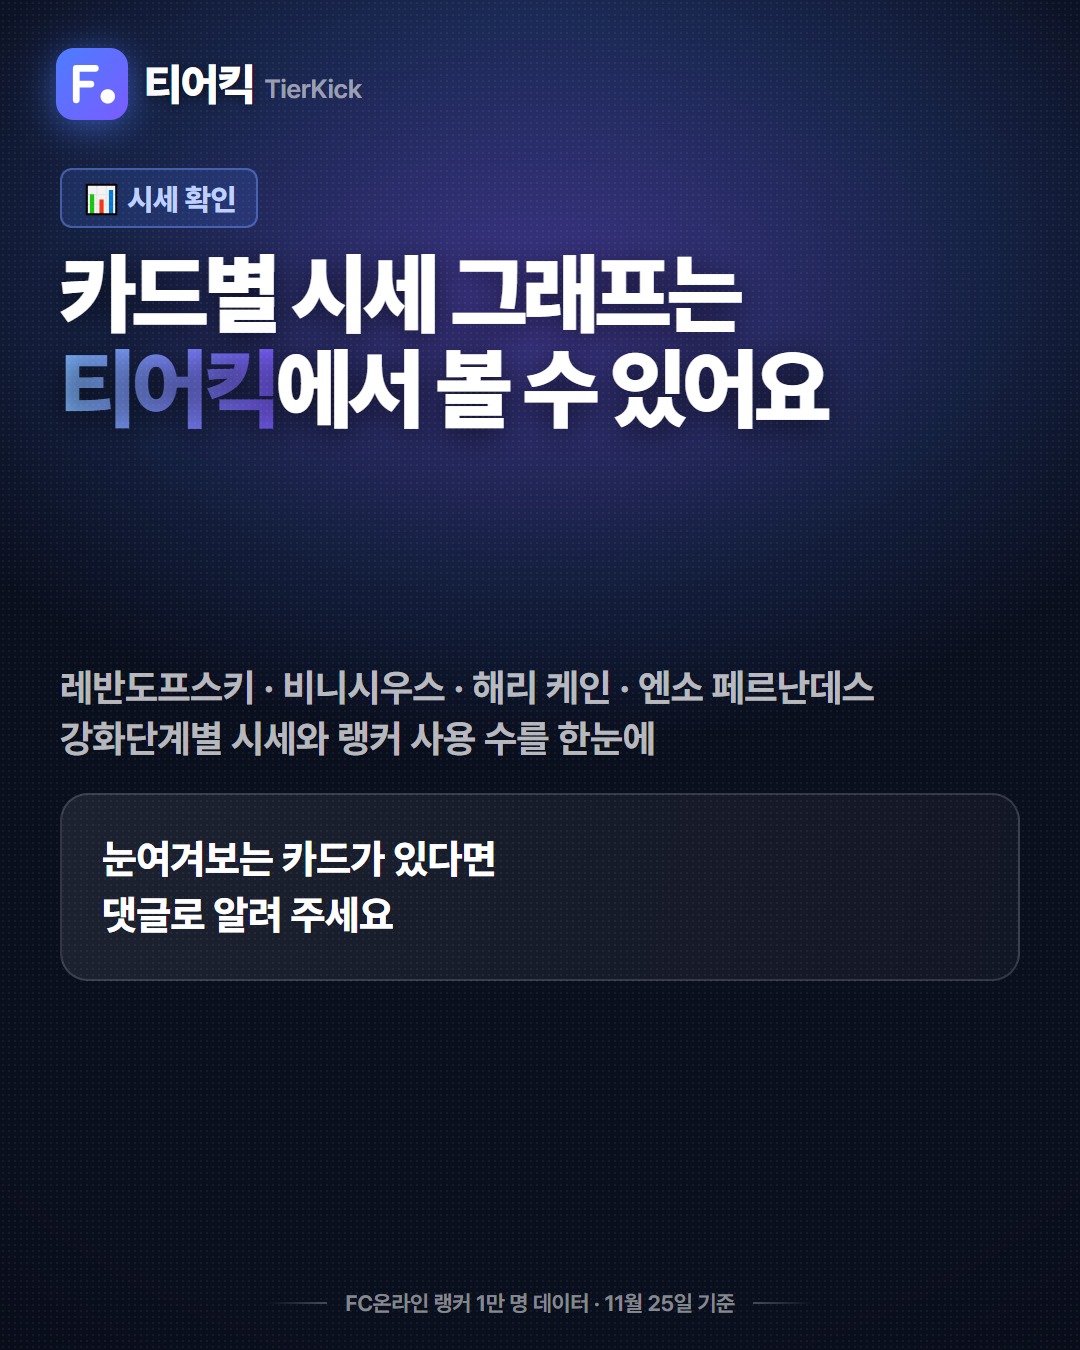 F.
티어킥 TierKick
📊 시세 확인
카드별 시세 그래프는
티어킥에서 볼 수 있어요
레반도프스키 · 비니시우스 · 해리 케인 · 엔소 페르난데스
강화단계별 시세와 랭커 사용 수를 한눈에
눈여겨보는 카드가 있다면
댓글로 알려 주세요
FC온라인 랭커 1만 명 데이터 · 11월 25일 기준